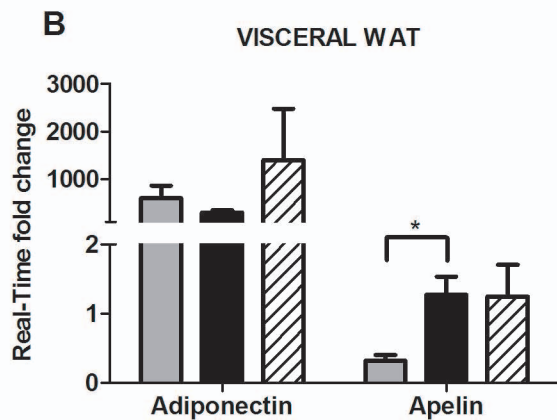 B
VISCERAL WAT
Real-Time fold change
3000
2000
1000
2
1
0
*
Adiponectin
Apelin